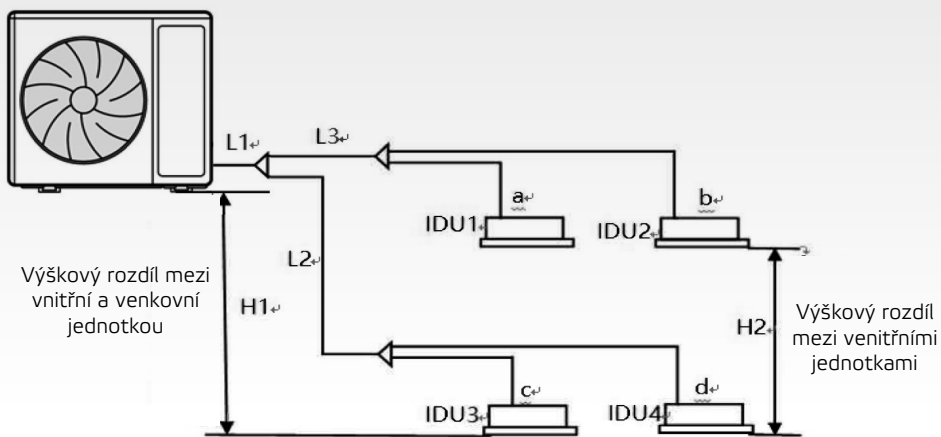 L1↵
L3↵
a↵
b↵
IDU1↵
IDU2↵
L2↵
Výškový rozdíl mezi
vnitřní a venkovní
jednotkou
H1↵
H2↵
Výškový rozdíl
mezi venitřními
jednotkami
c↵
d↵
IDU3↵
IDU4↵